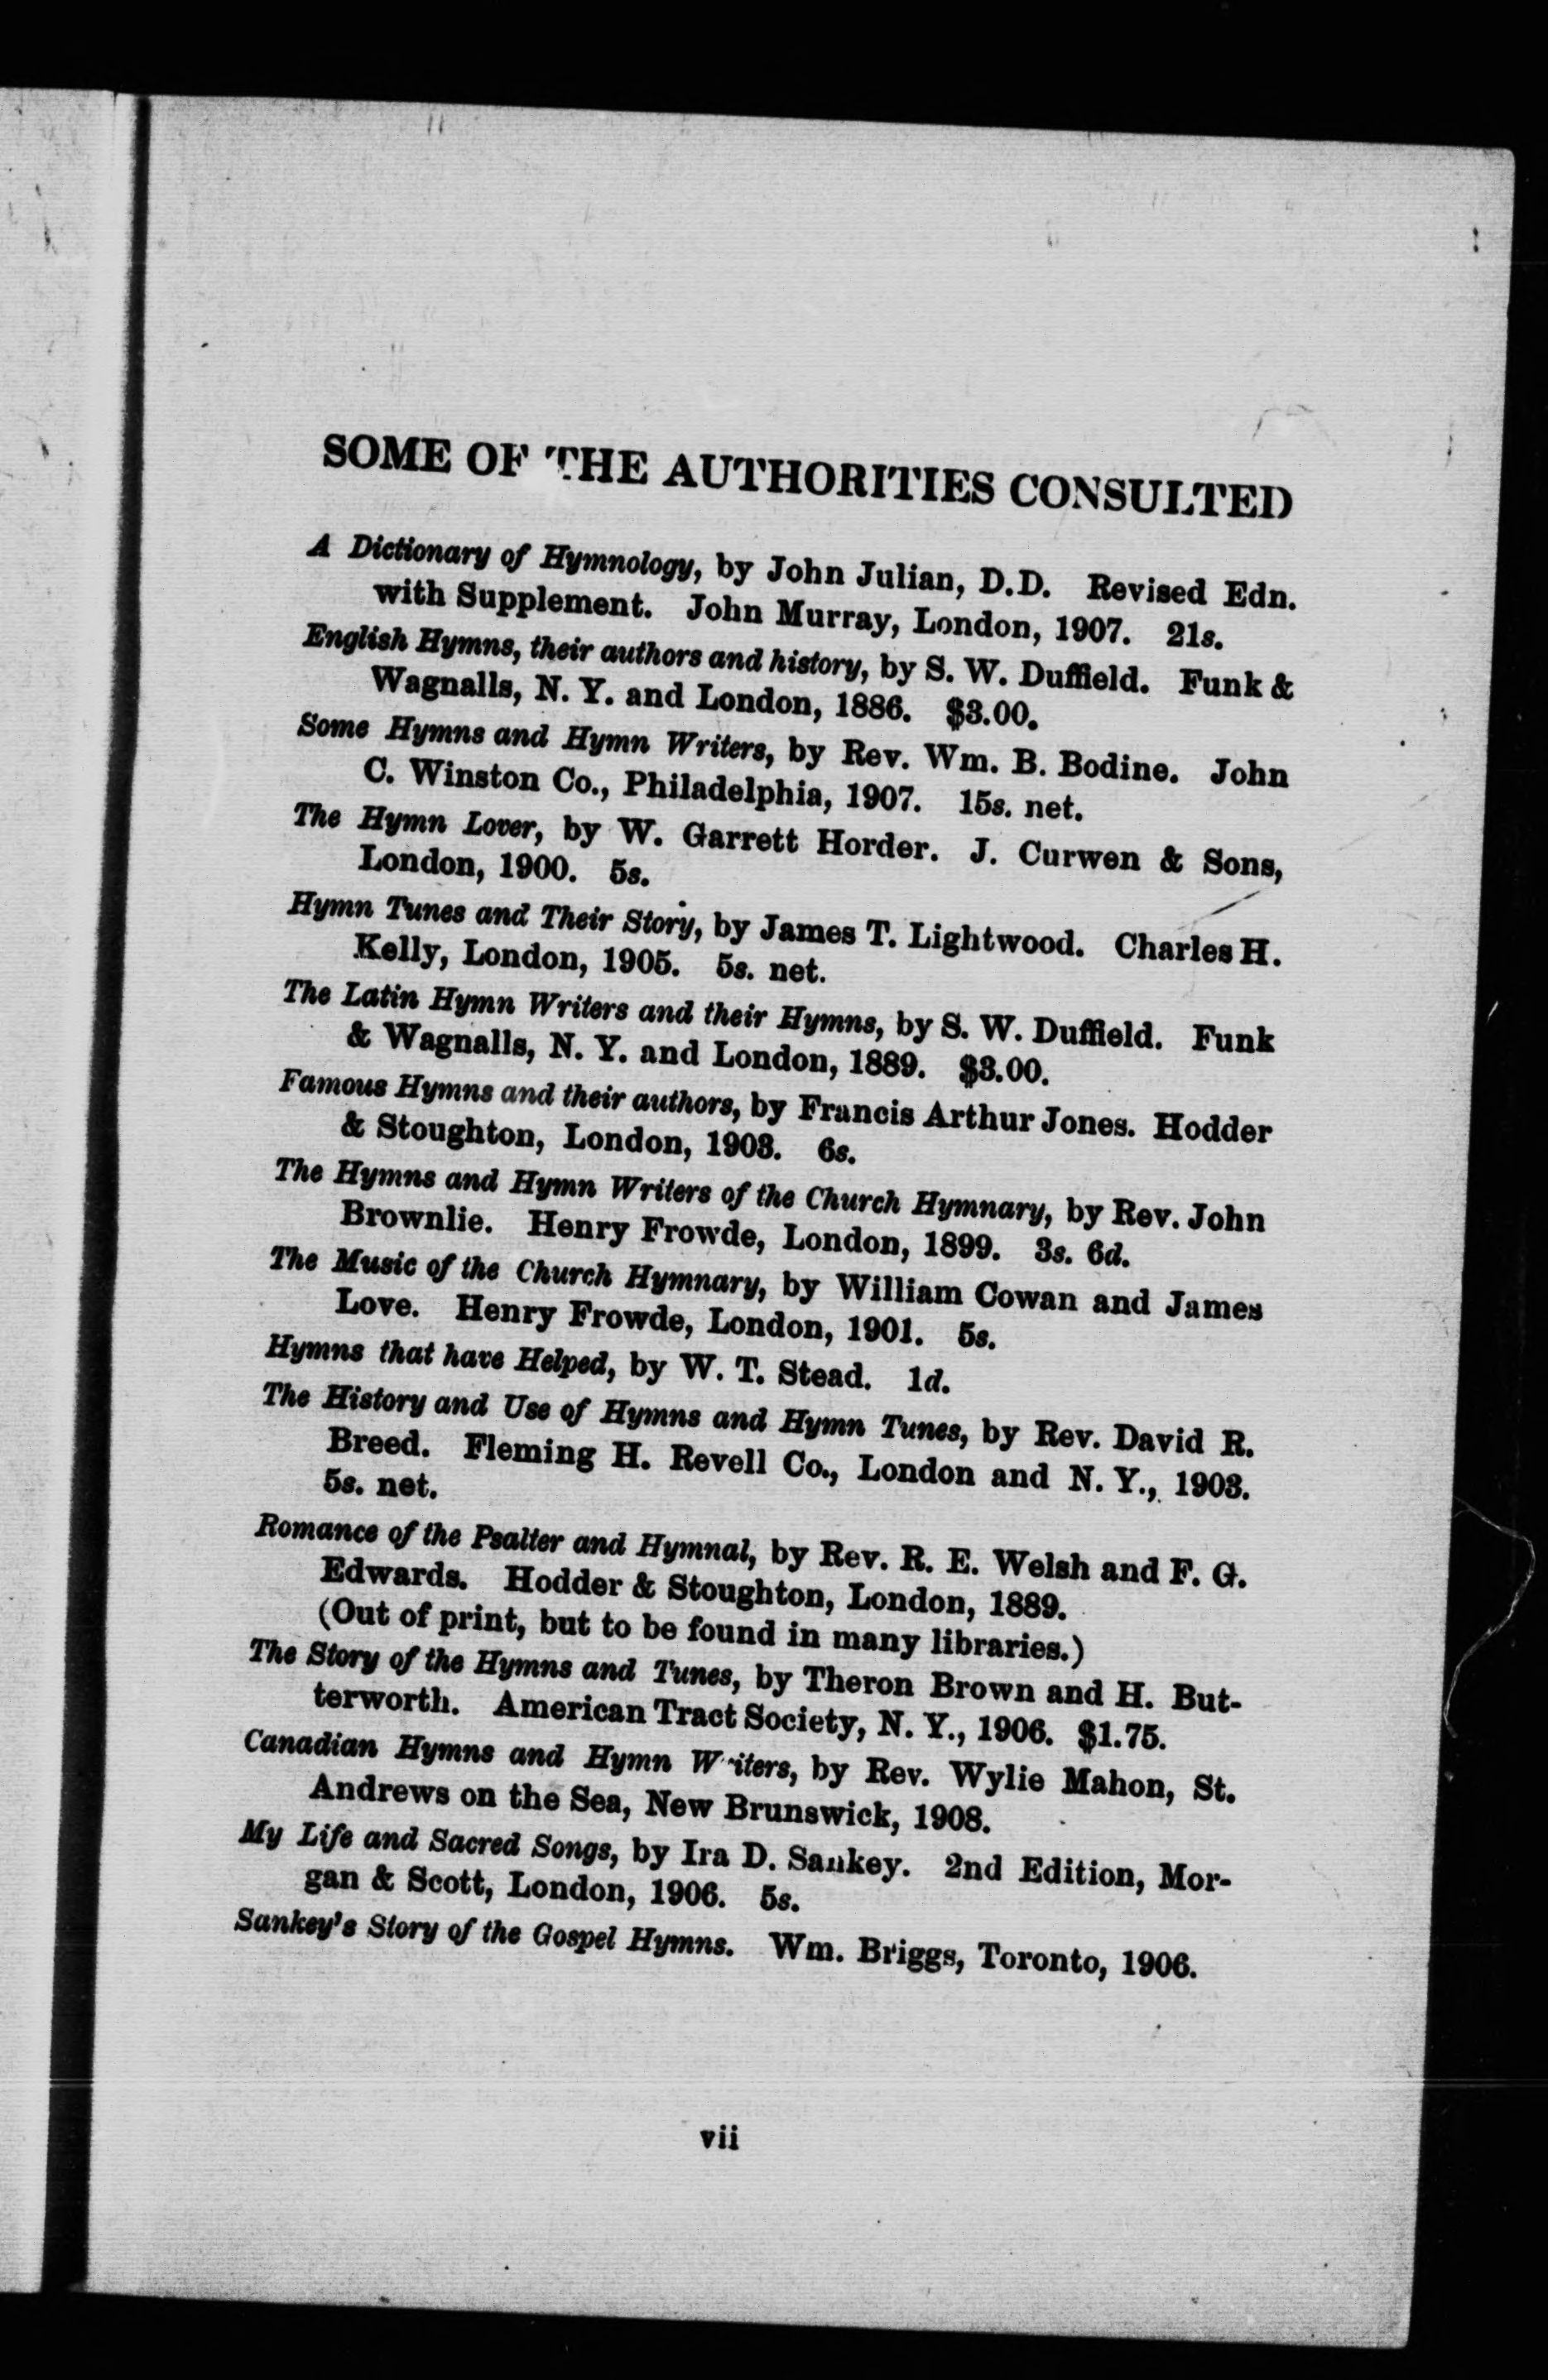 SOME OF THE AUTHORITIES CONSULTED
A Dictionary of Hymnology, by John Julian, D.D. Revised Edn.
with Supplement. John Murray, London, 1907. 21s.
English Hymns, their authors and history, by S. W. Duffield. Funk &
Wagnalls, N. Y. and London, 1886. $3.00.
Some Hymns and Hymn Writers, by Rev. Wm. B. Bodine. John
C. Winston Co., Philadelphia, 1907. 15s. net.
The Hymn Lover, by W. Garrett Horder. J. Curwen & Sons,
London, 1900. 5s.
Hymn Tunes and Their Story, by James T. Lightwood. Charles H.
Kelly, London, 1905. 5s. net.
The Latin Hymn Writers and their Hymns, by S. W. Duffield. Funk
& Wagnalls, N. Y. and London, 1889. $3.00.
Famous Hymns and their authors, by Francis Arthur Jones. Hodder
& Stoughton, London, 1903. 6s.
The Hymns and Hymn Writers of the Church Hymnary, by Rev. John
Brownlie. Henry Frowde, London, 1899. 3s. 6d.
The Music of the Church Hymnary, by William Cowan and James
Love. Henry Frowde, London, 1901. 5s.
Hymns that have Helped, by W. T. Stead. 1d.
The History and Use of Hymns and Hymn Tunes, by Rev. David R.
Breed. Fleming H. Revell Co., London and N. Y., 1903.
5s. net.
Romance of the Psalter and Hymnal, by Rev. R. E. Welsh and F. G.
Edwards. Hodder & Stoughton, London, 1889.
(Out of print, but to be found in many libraries.)
The Story of the Hymns and Tunes, by Theron Brown and H. But-
terworth. American Tract Society, N. Y., 1906. $1.75.
Canadian Hymns and Hymn Writers, by Rev. Wylie Mahon, St.
Andrews on the Sea, New Brunswick, 1908.
My Life and Sacred Songs, by Ira D. Sankey. 2nd Edition, Mor-
gan & Scott, London, 1906. 5s.
Sankey's Story of the Gospel Hymns. Wm. Briggs, Toronto, 1906.
vii